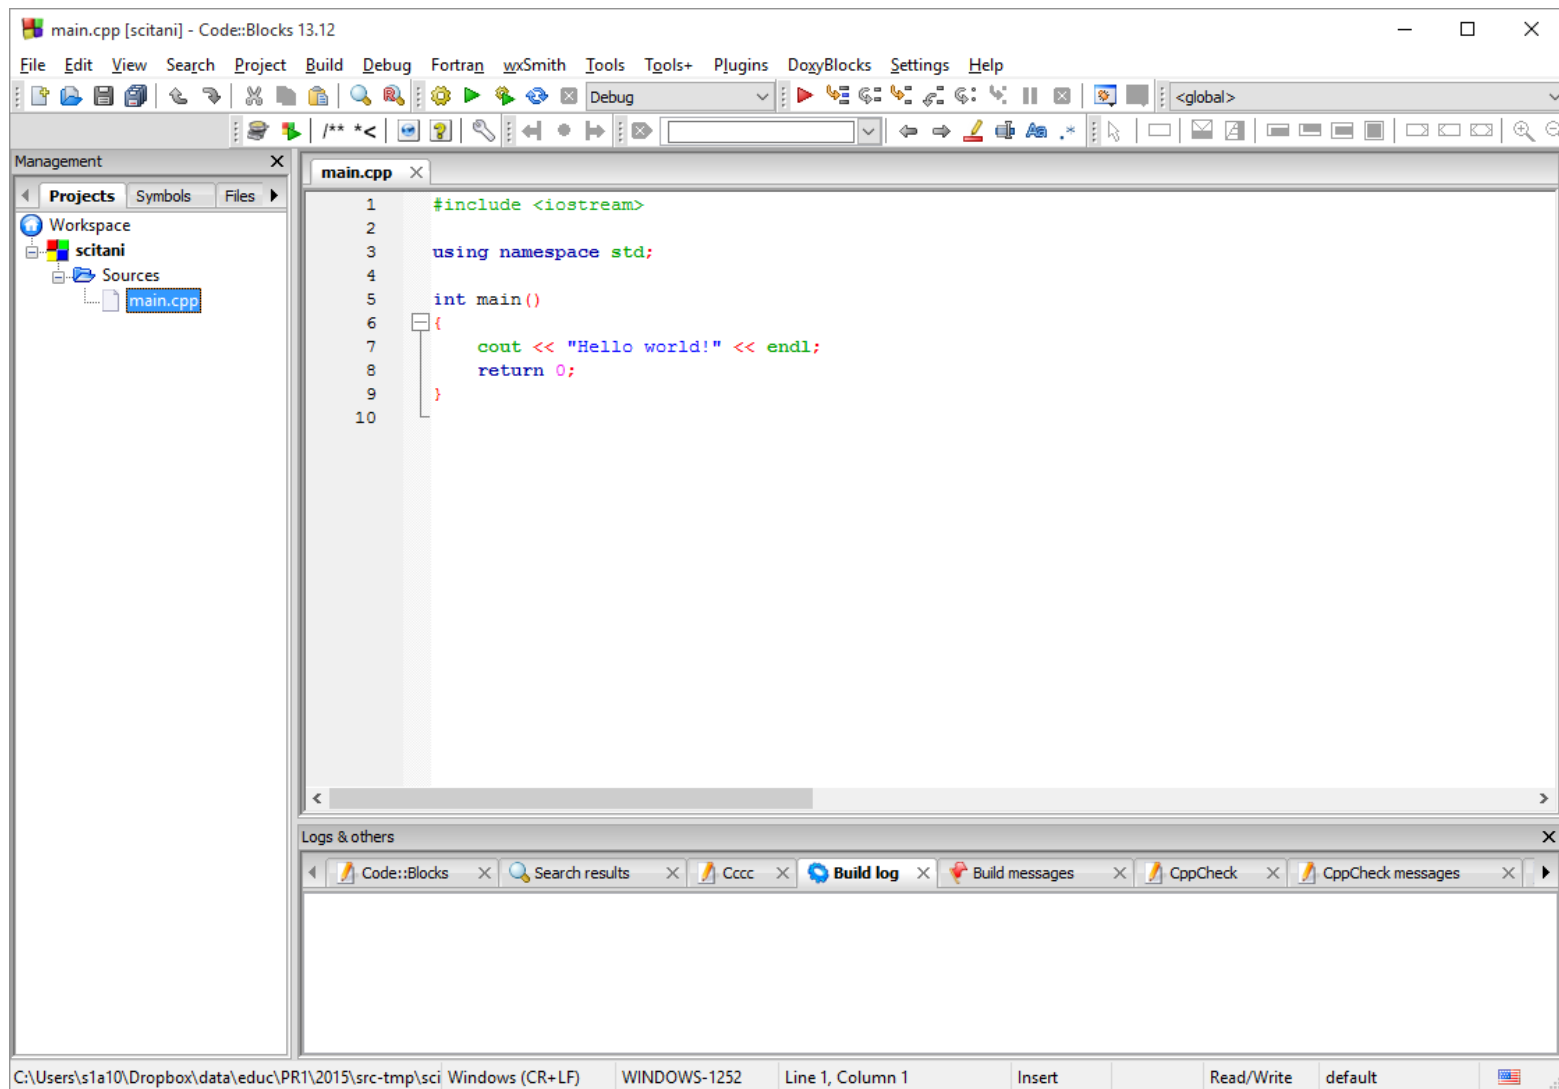 main.cpp [scitani] - Code::Blocks 13.12
File Edit View Search Project Build Debug Fortran wxSmith Tools Tools+ Plugins DoxyBlocks Settings Help
Debug <global>
/** *<
Management
Projects Symbols Files
Workspace
scitani
Sources
main.cpp
main.cpp
1 #include <iostream>
2
3 using namespace std;
4
5 int main()
6 {
7 cout << "Hello world!" << endl;
8 return 0;
9 }
10
Logs & others
Code::Blocks Search results Cccc Build log Build messages CppCheck CppCheck messages
C:\Users\s1a10\Dropbox\data\educ\PR1\2015\src-tmp\sci Windows (CR+LF) WINDOWS-1252 Line 1, Column 1 Insert Read/Write default